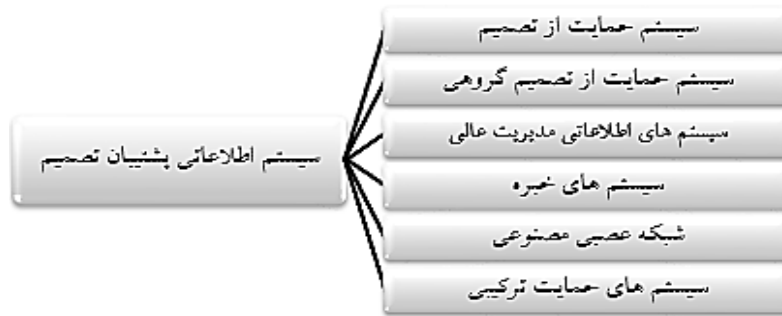 سیستم اطلاعاتی پشتیبان تصمیم
سیستم حمایت از تصمیم
سیستم حمایت از تصمیم گروهی
سیستم های اطلاعاتی مدیریت عالی
سیستم های خبره
شبکه عصبی مصنوعی
سیستم های حمایت ترکیبی